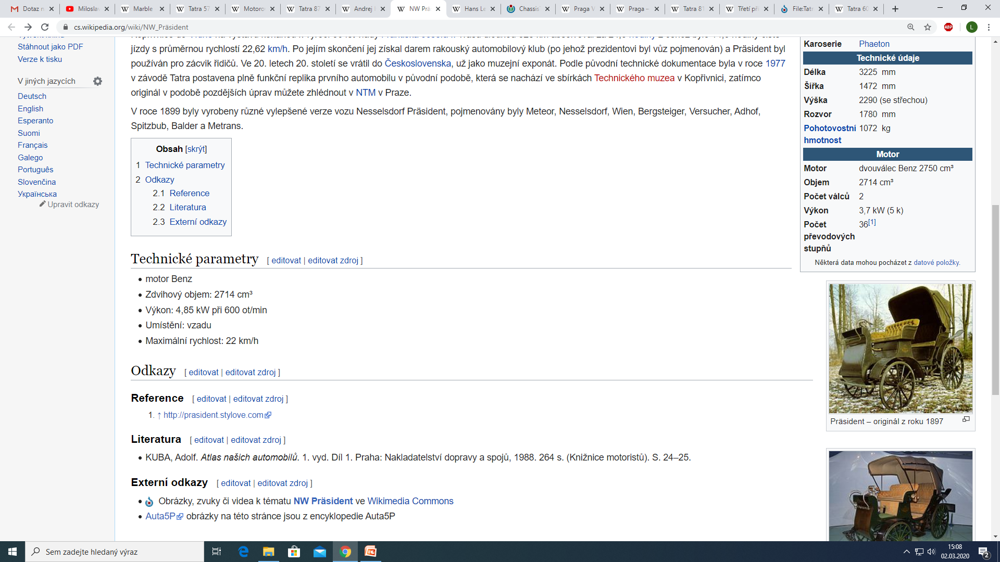 Dotaz n
Miloslav
Marble
Tatra 57
Motorov
Tatra 87
Andrej
NW Prä
Hans Le
Chassis
Praga V
Praga –
Tatra 81
Třetí př
File:Tatr
Tatra 60
cs.wikipedia.org/wiki/NW_Präsident
ABP
L
Stáhnout jako PDF
Verze k tisku
V jiných jazycích
Deutsch
English
Esperanto
Suomi
Français
Galego
Português
Slovenčina
Українська
Upravit odkazy
jízdy s průměrnou rychlostí 22,62 km/h. Po jejím skončení jej získal darem rakouský automobilový klub (po jehož prezidentovi byl vůz pojmenován) a Präsident byl
používán pro zácvik řidičů. Ve 20. letech 20. století se vrátil do Československa, už jako muzejní exponát. Podle původní technické dokumentace byla v roce 1977
v závodě Tatra postavena plně funkční replika prvního automobilu v původní podobě, která se nachází ve sbírkách Technického muzea v Kopřivnici, zatímco
originál v podobě pozdějších úprav můžete zhlédnout v NTM v Praze.
V roce 1899 byly vyrobeny různé vylepšené verze vozu Nesselsdorf Präsident, pojmenovány byly Meteor, Nesselsdorf, Wien, Bergsteiger, Versucher, Adhof,
Spitzbub, Balder a Metrans.
Obsah [skrýt]
1 Technické parametry
2 Odkazy
2.1 Reference
2.2 Literatura
2.3 Externí odkazy
Technické parametry [ editovat | editovat zdroj ]
• motor Benz
• Zdvihový objem: 2714 cm³
• Výkon: 4,85 kW při 600 ot/min
• Umístění: vzadu
• Maximální rychlost: 22 km/h
Odkazy [ editovat | editovat zdroj ]
Reference [ editovat | editovat zdroj ]
1. ↑ http://prasident.stylove.com
Literatura [ editovat | editovat zdroj ]
• KUBA, Adolf. Atlas našich automobilů. 1. vyd. Díl 1. Praha: Nakladatelství dopravy a spojů, 1988. 264 s. (Knižnice motoristů). S. 24–25.
Externí odkazy [ editovat | editovat zdroj ]
• Obrázky, zvuky či videa k tématu NW Präsident ve Wikimedia Commons
• Auta5P obrázky na této stránce jsou z encyklopedie Auta5P
Karoserie Phaeton
Technické údaje
Délka 3225 mm
Šířka 1472 mm
Výška 2290 (se střechou)
Rozvor 1780 mm
Pohotovostní 1072 kg
hmotnost
Motor
Motor dvouválec Benz 2750 cm³
Objem 2714 cm³
Počet válců 2
Výkon 3,7 kW (5 k)
Počet 36[1]
převodových
stupňů
Některá data mohou pocházet z datové položky.
Präsident – originál z roku 1897
Sem zadejte hledaný výraz
15:08
02.03.2020
2